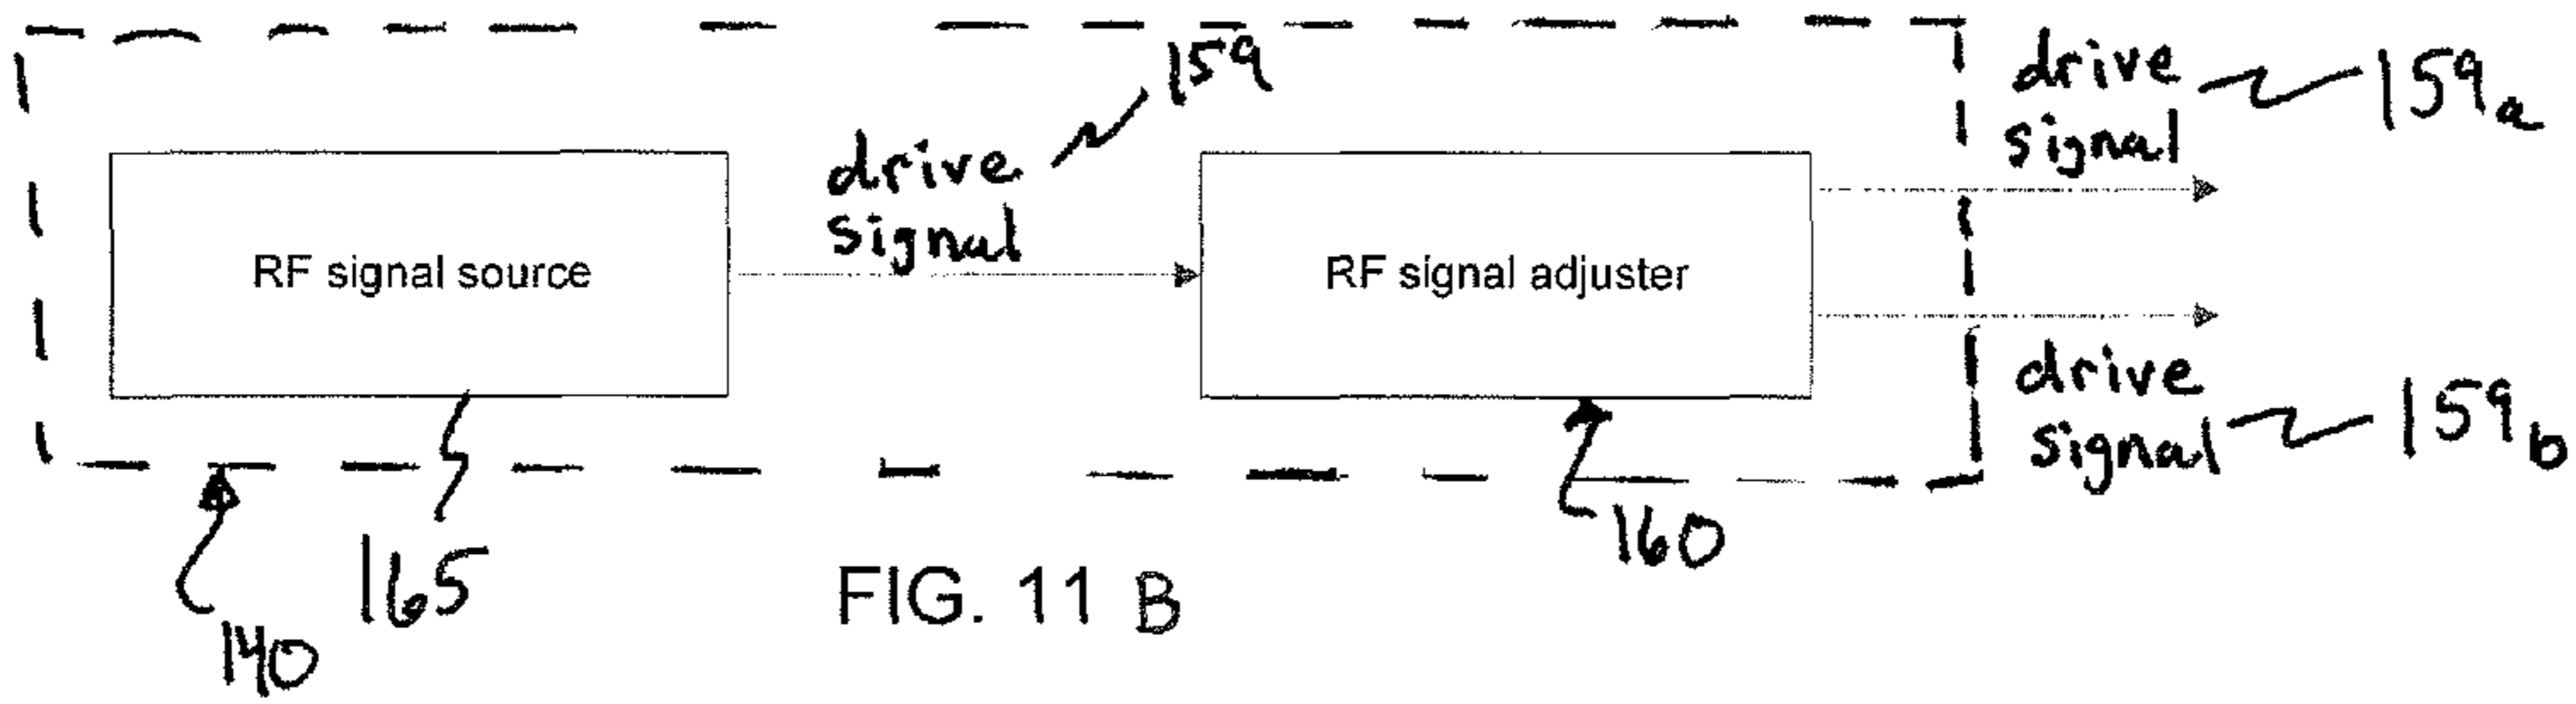 159
drive
signal
drive
signal
159a
RF signal source
RF signal adjuster
drive
signal
159b
140
165
160
FIG. 11 B